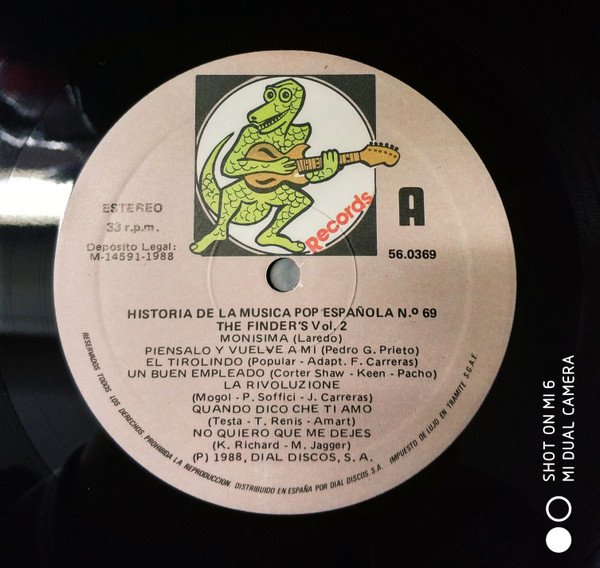 Records
A
ESTEREO
33 r.p.m.
Depósito Legal:
M-14591-1988
56.0369
HISTORIA DE LA MUSICA POP ESPAÑOLA N.º 69
THE FINDER'S Vol. 2
MONISIMA (Laredo)
PIENSALO Y VUELVE A MI (Pedro G. Prieto)
EL TIROLINDO (Popular - Adapt. F. Carreras)
UN BUEN EMPLEADO (Corter Shaw - Keen - Pacho)
LA RIVOLUZIONE
(Mogol - P. Soffici - J. Carreras)
QUANDO DICO CHE TI AMO
(Testa - T. Renis - Amart)
NO QUIERO QUE ME DEJES
(K. Richard - M. Jagger)
(P) 1988, DIAL DISCOS, S.A.
RESERVADOS TODOS LOS DERECHOS PROHIBIDA LA REPRODUCCION. DISTRIBUIDO EN ESPAÑA POR DIAL DISCOS, S.A. IMPUESTO DE LUJO EN TRAMITE S.G.A.E.
SHOT ON MI 6
MI DUAL CAMERA